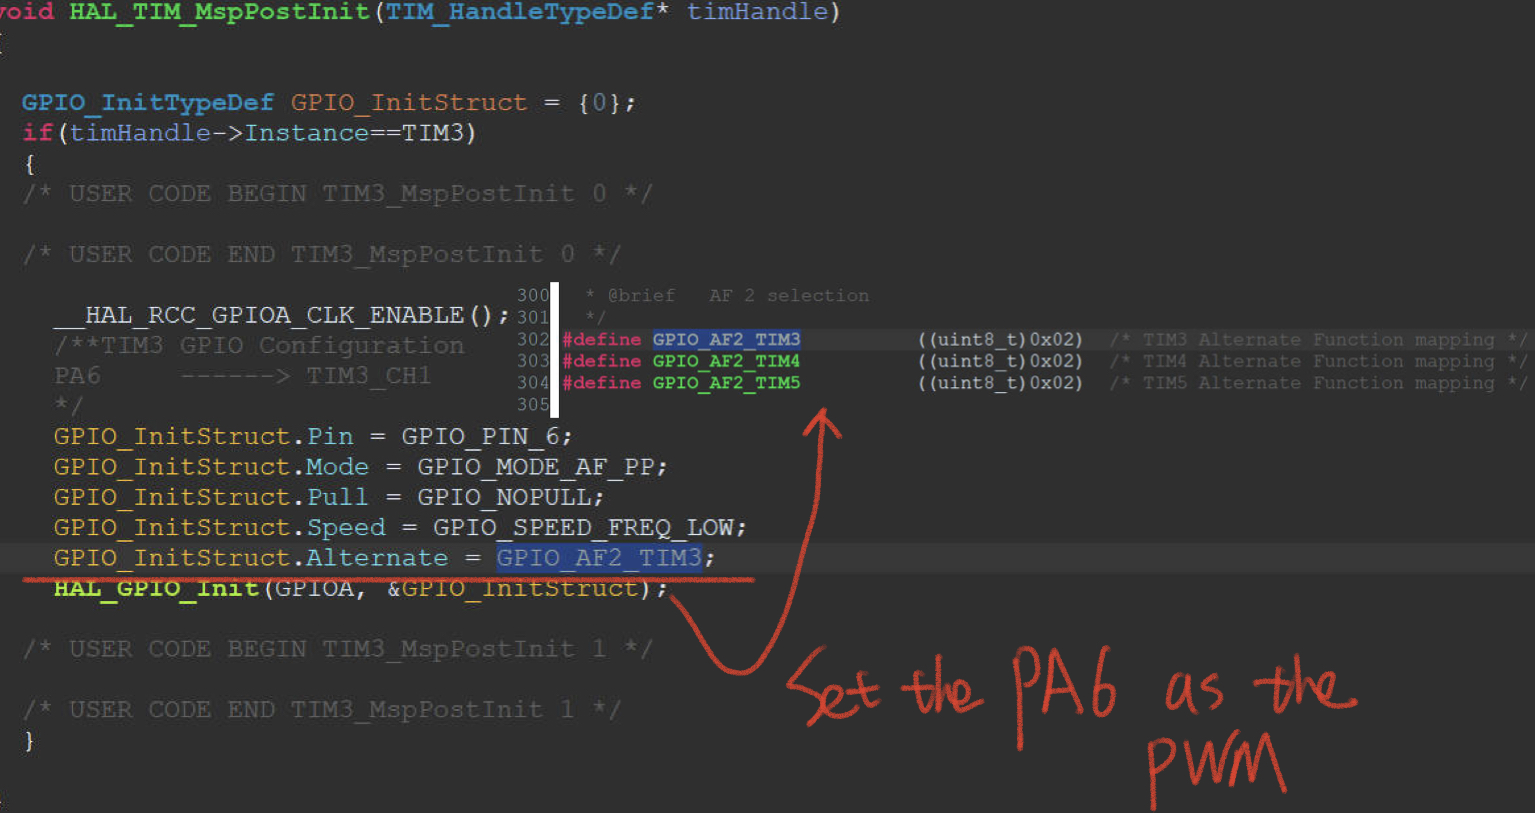 void HAL_TIM_MspPostInit(TIM_HandleTypeDef* timHandle)
{
GPIO_InitTypeDef GPIO_InitStruct = {0};
if(timHandle->Instance==TIM3)
{
/* USER CODE BEGIN TIM3_MspPostInit 0 */
/* USER CODE END TIM3_MspPostInit 0 */
__HAL_RCC_GPIOA_CLK_ENABLE();
/**TIM3 GPIO Configuration
PA6 ------> TIM3_CH1
*/
300 * @brief AF 2 selection
301 */
302 #define GPIO_AF2_TIM3 ((uint8_t)0x02) /* TIM3 Alternate Function mapping */
303 #define GPIO_AF2_TIM4 ((uint8_t)0x02) /* TIM4 Alternate Function mapping */
304 #define GPIO_AF2_TIM5 ((uint8_t)0x02) /* TIM5 Alternate Function mapping */
305
GPIO_InitStruct.Pin = GPIO_PIN_6;
GPIO_InitStruct.Mode = GPIO_MODE_AF_PP;
GPIO_InitStruct.Pull = GPIO_NOPULL;
GPIO_InitStruct.Speed = GPIO_SPEED_FREQ_LOW;
GPIO_InitStruct.Alternate = GPIO_AF2_TIM3;
HAL_GPIO_Init(GPIOA, &GPIO_InitStruct);
/* USER CODE BEGIN TIM3_MspPostInit 1 */
/* USER CODE END TIM3_MspPostInit 1 */
}
Set the PA6 as the
PWM